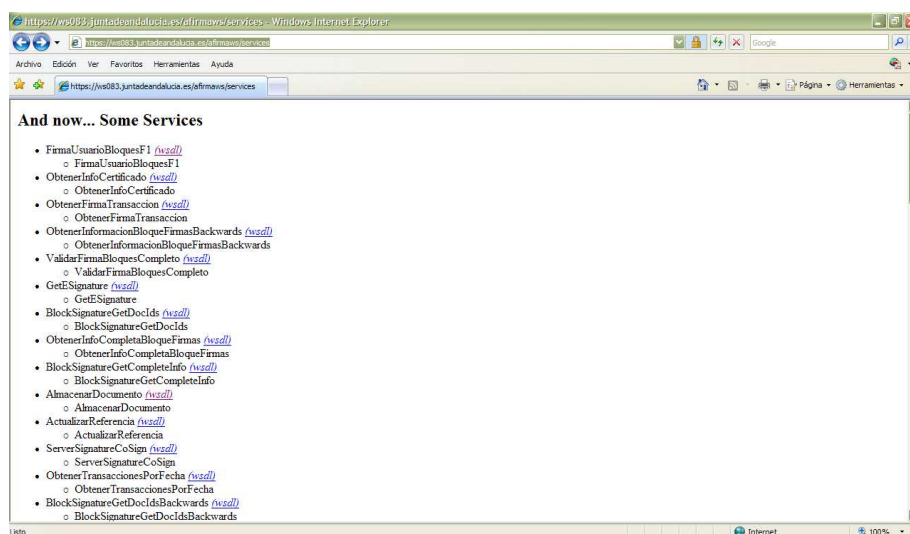 https://ws083.juntadeandalucia.es/afirmaws/services - Windows Internet Explorer
https://ws083.juntadeandalucia.es/afirmaws/services
Google
Archivo Edición Ver Favoritos Herramientas Ayuda
https://ws083.juntadeandalucia.es/afirmaws/services
Página
Herramientas
And now... Some Services
FirmaUsuarioBloquesF1 (wsdl)
FirmaUsuarioBloquesF1
ObtenerInfoCertificado (wsdl)
ObtenerInfoCertificado
ObtenerFirmaTransaccion (wsdl)
ObtenerFirmaTransaccion
ObtenerInformacionBloqueFirmasBackwards (wsdl)
ObtenerInformacionBloqueFirmasBackwards
ValidarFirmaBloquesCompleto (wsdl)
ValidarFirmaBloquesCompleto
GetESignature (wsdl)
GetESignature
BlockSignatureGetDocIds (wsdl)
BlockSignatureGetDocIds
ObtenerInfoCompletaBloqueFirmas (wsdl)
ObtenerInfoCompletaBloqueFirmas
BlockSignatureGetCompleteInfo (wsdl)
BlockSignatureGetCompleteInfo
AlmacenarDocumento (wsdl)
AlmacenarDocumento
ActualizarReferencia (wsdl)
ActualizarReferencia
ServerSignatureCoSign (wsdl)
ServerSignatureCoSign
ObtenerTransaccionesPorFecha (wsdl)
ObtenerTransaccionesPorFecha
BlockSignatureGetDocIdsBackwards (wsdl)
BlockSignatureGetDocIdsBackwards
Listo
Internet
100%